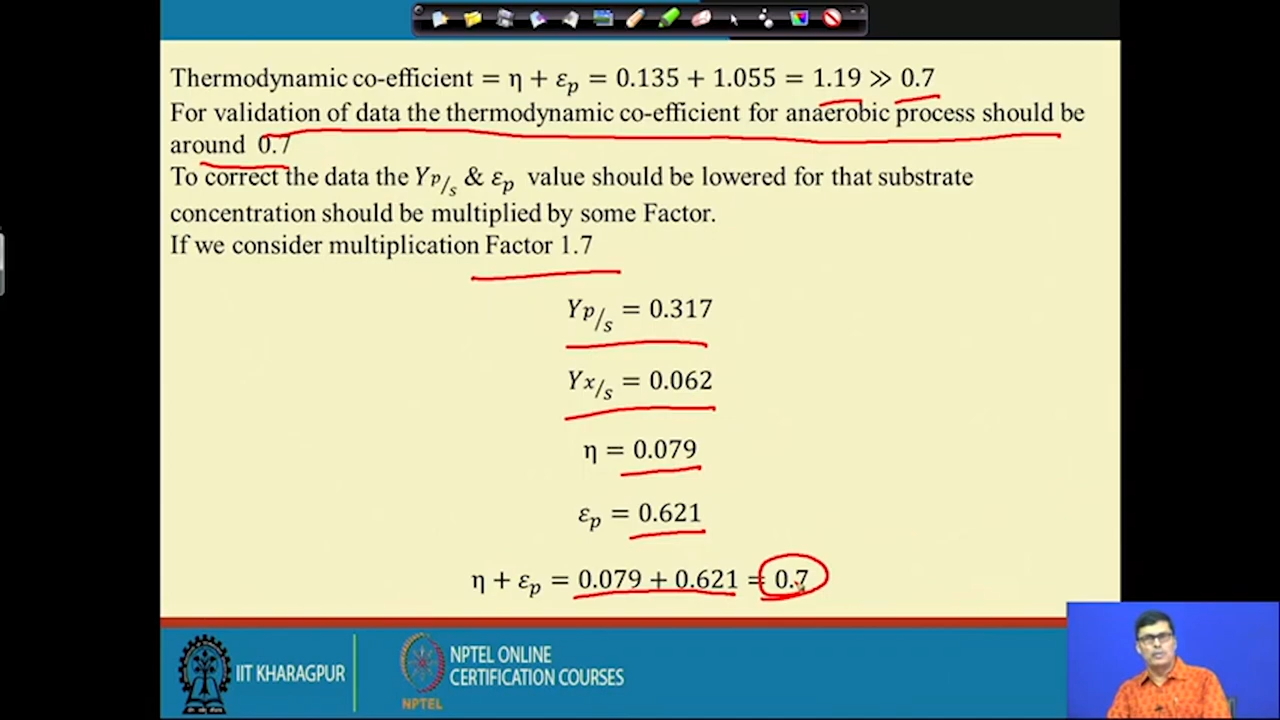 Thermodynamic co-efficient = η + εp = 0.135 + 1.055 = 1.19 ≫ 0.7
For validation of data the thermodynamic co-efficient for anaerobic process should be
around 0.7
To correct the data the Yp/s & εp value should be lowered for that substrate
concentration should be multiplied by some Factor.
If we consider multiplication Factor 1.7
Yp/s = 0.317
Yx/s = 0.062
η = 0.079
εp = 0.621
η + εp = 0.079 + 0.621 = 0.7
IIT KHARAGPUR
NPTEL
NPTEL ONLINE
CERTIFICATION COURSES